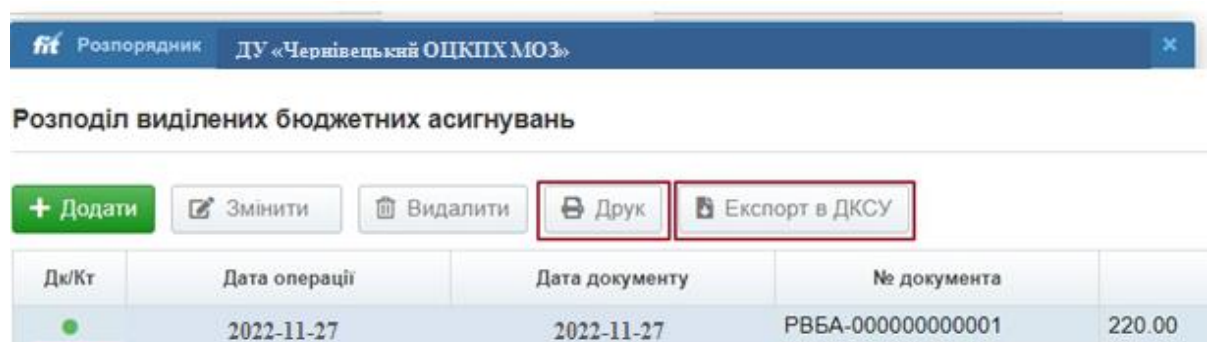 fit Розпорядник ДУ «Чернівецький ОЦКПХ МОЗ» ×
Розподіл виділених бюджетних асигнувань
+ Додати Змінити Видалити Друк Експорт в ДКСУ
Дк/Кт Дата операції Дата документу № документа
2022-11-27 2022-11-27 РВБА-000000000001 220.00